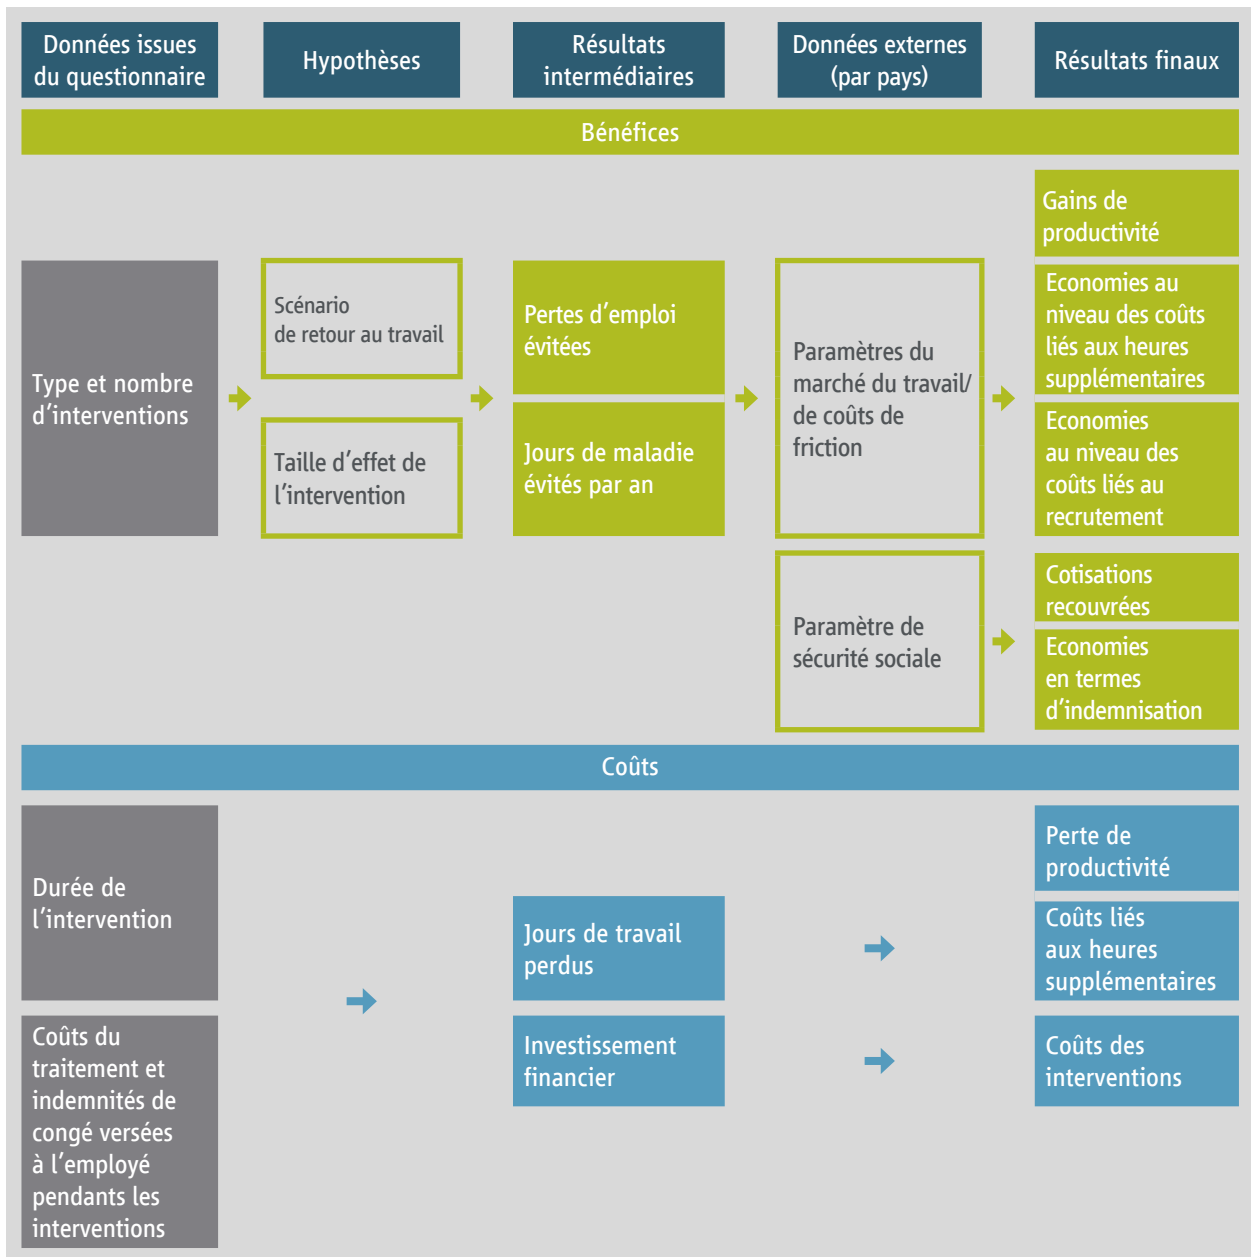 Données issues
du questionnaire
Hypothèses
Résultats
intermédiaires
Données externes
(par pays)
Résultats finaux
Bénéfices
Type et nombre
d'interventions
Scénario
de retour au travail
Taille d'effet de
l'intervention
Pertes d'emploi
évitées
Jours de maladie
évités par an
Paramètres du
marché du travail/
de coûts de
friction
Paramètre de
sécurité sociale
Gains de
productivité
Economies au
niveau des coûts
liés aux heures
supplémentaires
Economies
au niveau des
coûts liés au
recrutement
Cotisations
recouvrées
Economies
en termes
d'indemnisation
Coûts
Durée de
l'intervention
Coûts du
traitement et
indemnités de
congé versées
à l'employé
pendants les
interventions
Jours de travail
perdus
Investissement
financier
Perte de
productivité
Coûts liés
aux heures
supplémentaires
Coûts des
interventions